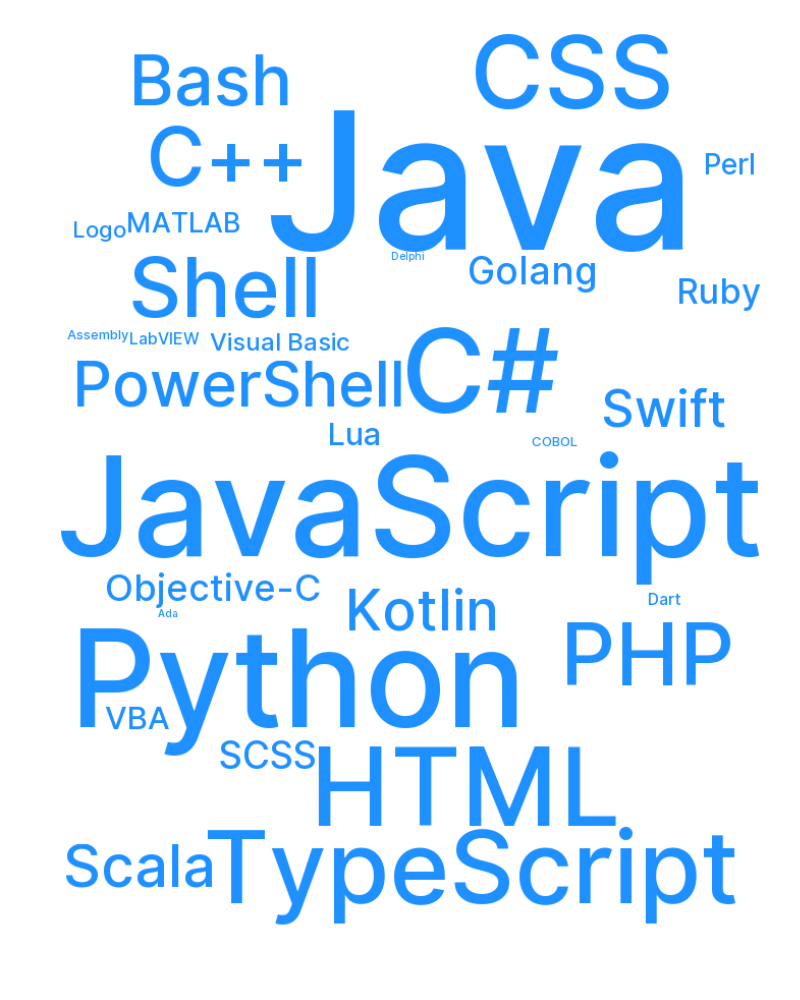 CSS
Bash
Java
C++
Perl
Logo
MATLAB
Delphi
Golang
Shell
Ruby
Assembly
LabVIEW
Visual Basic
C#
PowerShell
Swift
Lua
COBOL
JavaScript
Objective-C
Kotlin
Dart
Ada
PHP
Python
VBA
SCSS
HTML
Scala
TypeScript